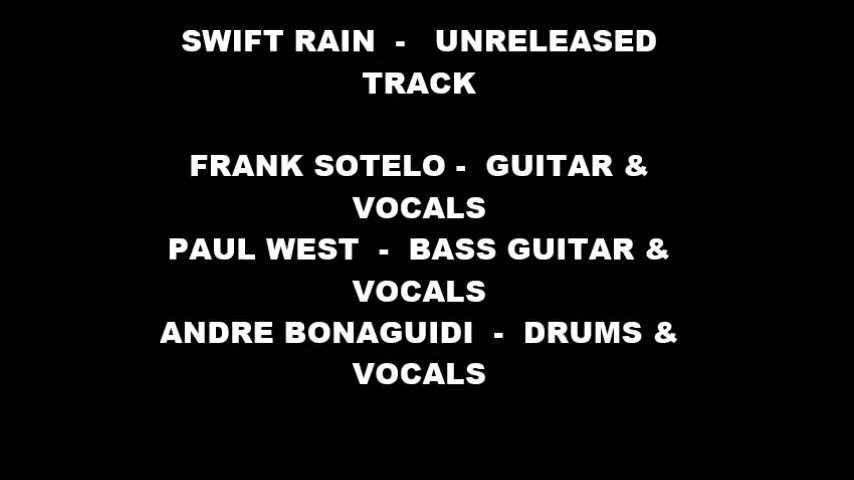 SWIFT RAIN - UNRELEASED
TRACK
FRANK SOTELO - GUITAR &
VOCALS
PAUL WEST - BASS GUITAR &
VOCALS
ANDRE BONAGUIDI - DRUMS &
VOCALS